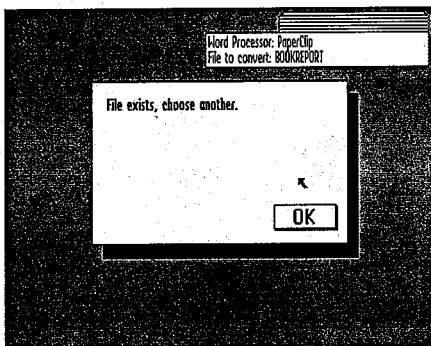 Word Processor: PaperClip
File to convert: BOOKREPORT
File exists, choose another.
OK